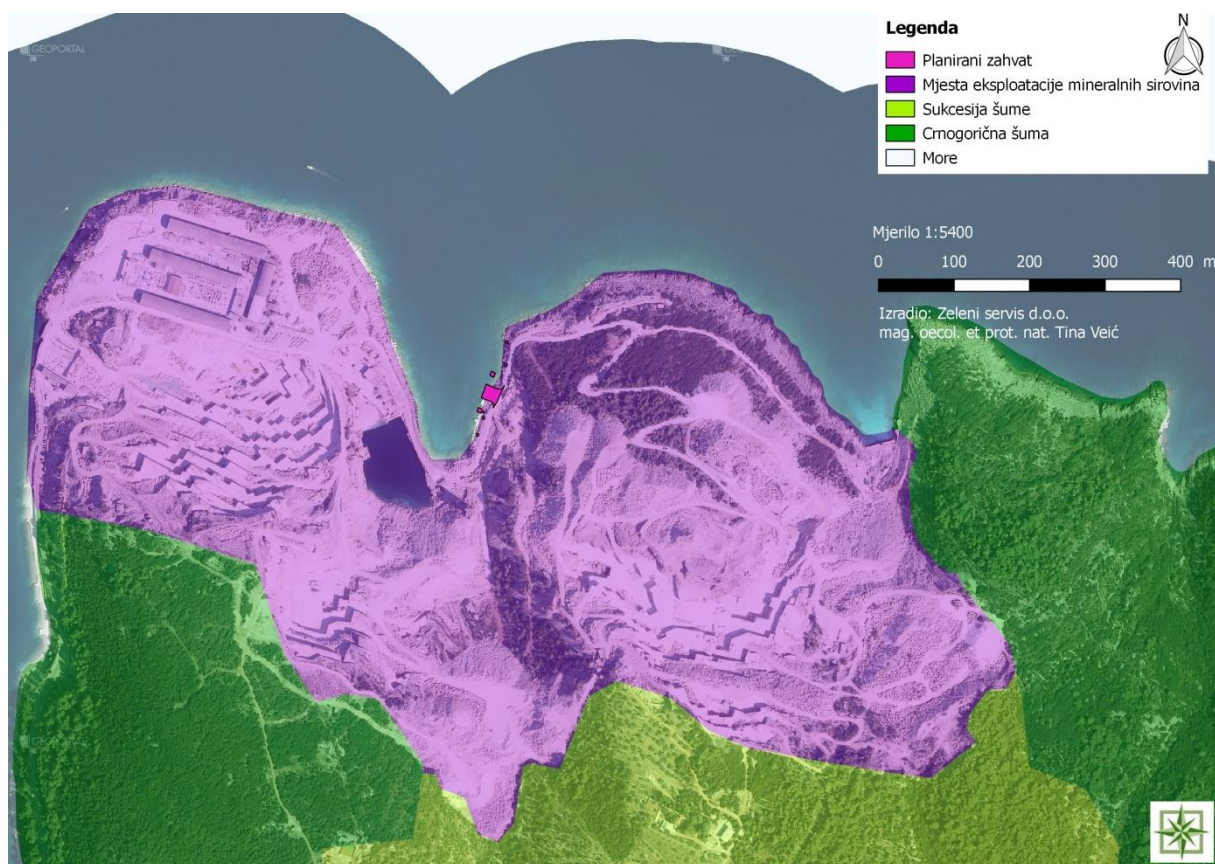 GEOPORTAL
Legenda
N
Planirani zahvat
Mjesta eksploatacije mineralnih sirovina
Sukcesija šume
Crnogorična šuma
More
Mjerilo 1:5400
0 100 200 300 400 m
Izradio: Zeleni servis d.o.o.
mag. oecol. et prot. nat. Tina Veić
GEOPORTAL